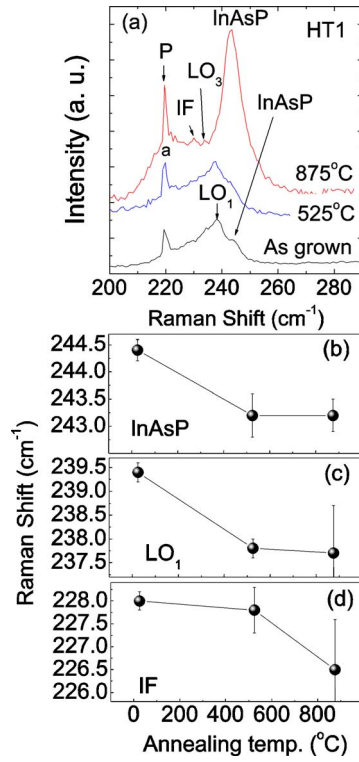 (a)
InAsP
HT1
P
LO3
IF
InAsP
a
875°C
LO1
525°C
As grown
Intensity (a. u.)
200 220 240 260 280
Raman Shift (cm-1)
244.5
244.0
243.5
243.0
(b)
InAsP
239.5
239.0
238.5
238.0
237.5
(c)
LO1
228.0
227.5
227.0
226.5
226.0
(d)
IF
Raman Shift (cm-1)
0 200 400 600 800
Annealing temp. (°C)